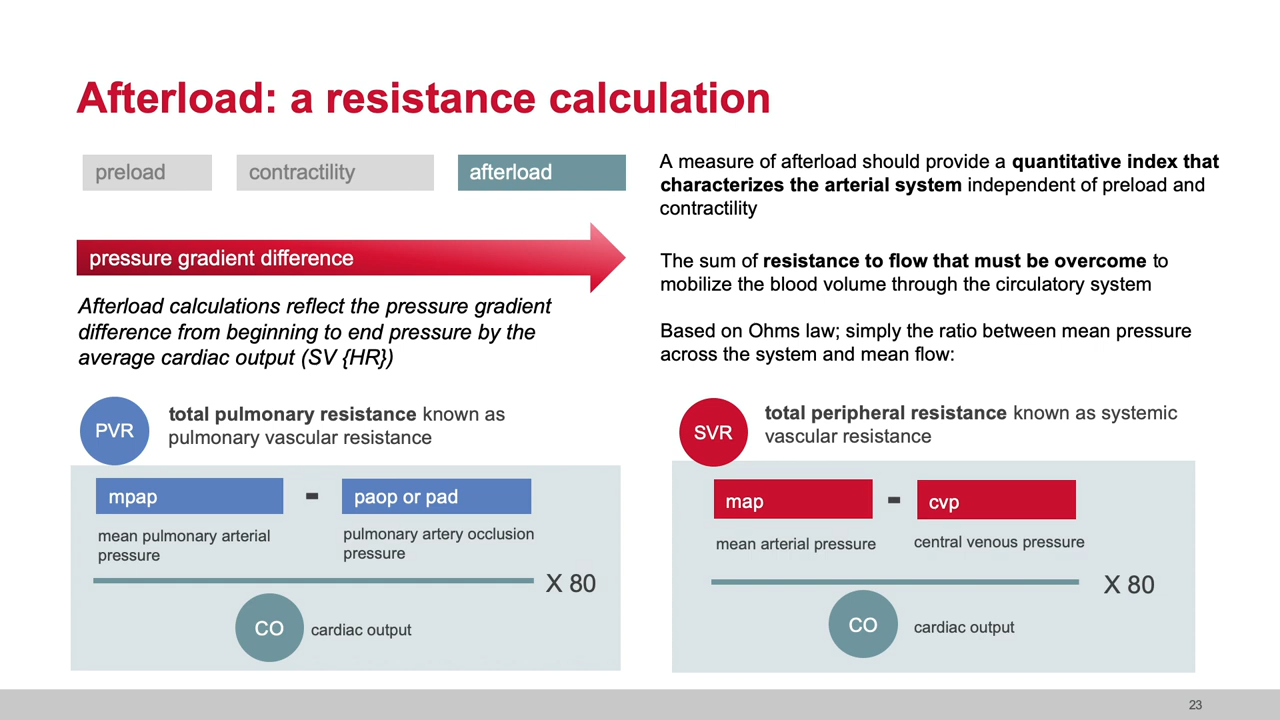 Afterload: a resistance calculation
preload
contractility
afterload
pressure gradient difference
Afterload calculations reflect the pressure gradient
difference from beginning to end pressure by the
average cardiac output (SV {HR})
A measure of afterload should provide a quantitative index that
characterizes the arterial system independent of preload and
contractility
The sum of resistance to flow that must be overcome to
mobilize the blood volume through the circulatory system
Based on Ohms law; simply the ratio between mean pressure
across the system and mean flow:
PVR
total pulmonary resistance known as
pulmonary vascular resistance
mpap
-
paop or pad
mean pulmonary arterial
pressure
pulmonary artery occlusion
pressure
X 80
CO
cardiac output
SVR
total peripheral resistance known as systemic
vascular resistance
map
-
cvp
mean arterial pressure
central venous pressure
X 80
CO
cardiac output
23